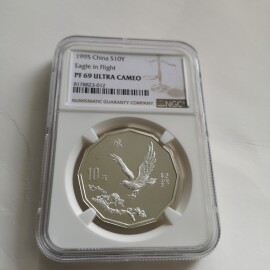 1995 China S10Y
Eagle in Flight
PF 69 ULTRA CAMEO
NUMISMATIC GUARANTY COMPANY
NGC
10元